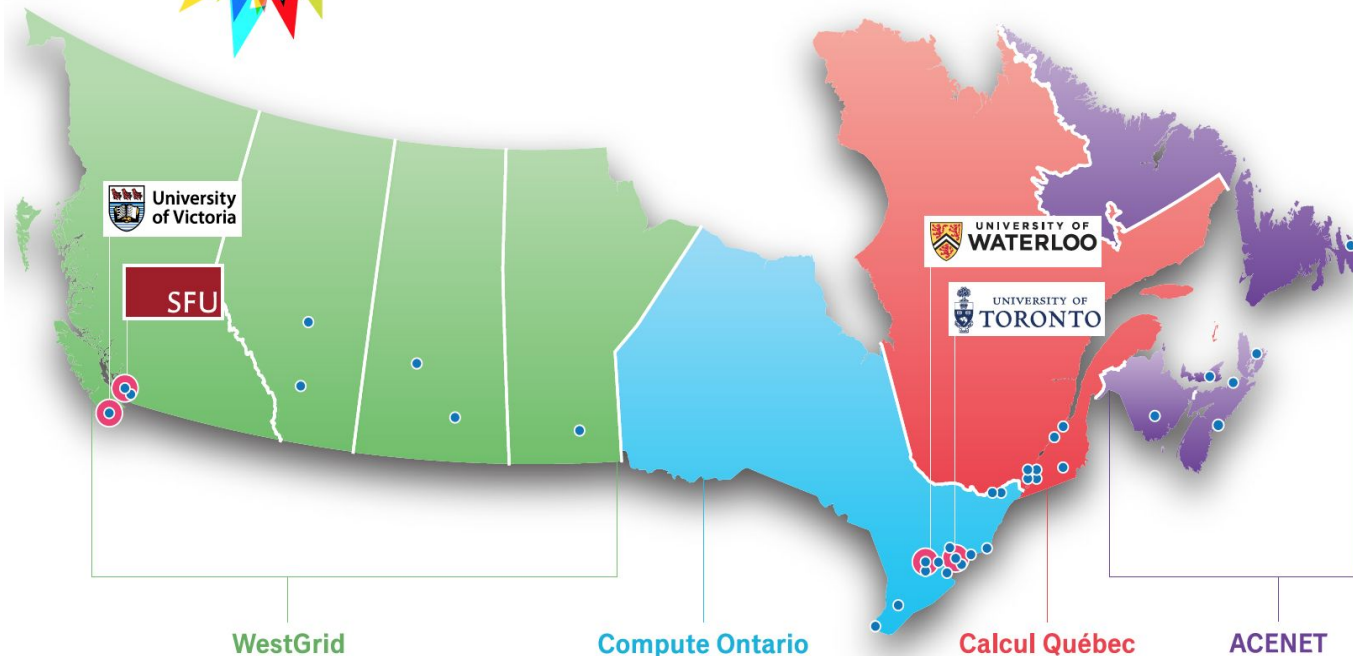 University
of Victoria
SFU
UNIVERSITY OF
WATERLOO
UNIVERSITY OF
TORONTO
WestGrid
Compute Ontario
Calcul Québec
ACENET